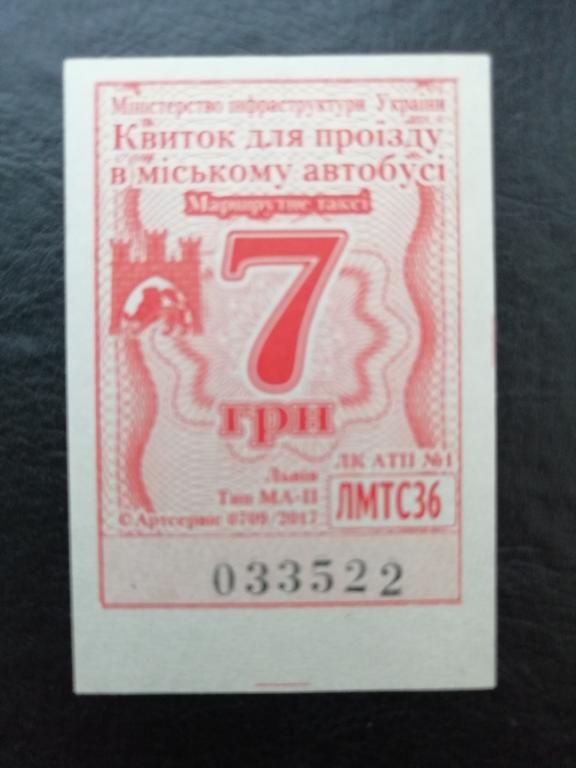 Міністерство інфраструктури України
Квиток для проїзду
в міському автобусі
Маршрутне таксі
7
грн
ЛК АТП №1
Львів
Тип МА-ІІ
ЛМТС36
©Артсервіс 0709/2017
033522